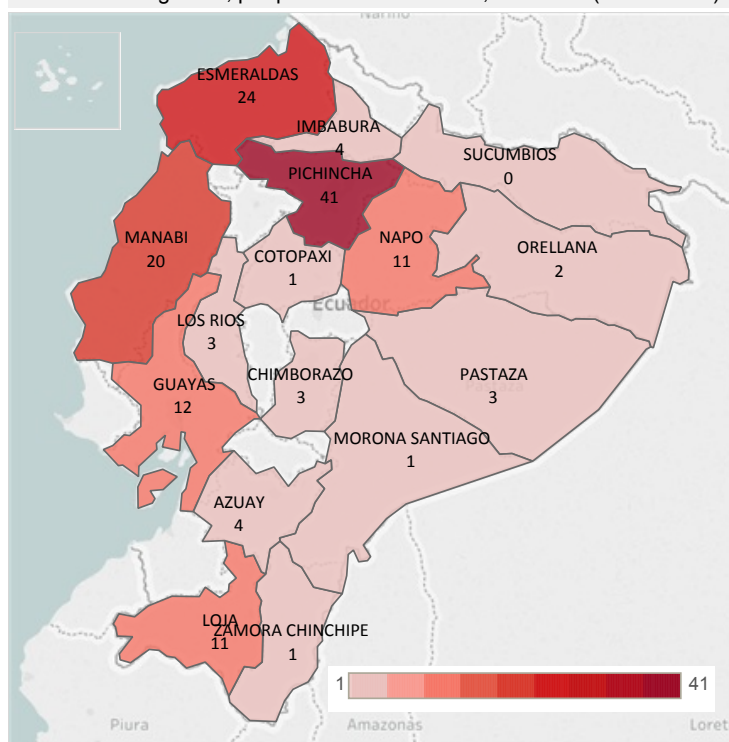 Nariño
ESMERALDAS
24
IMBABURA
4
SUCUMBIOS
0
PICHINCHA
41
MANABI
20
NAPO
11
ORELLANA
2
COTOPAXI
1
Ecuador
LOS RIOS
3
CHIMBORAZO
3
PASTAZA
3
GUAYAS
12
MORONA SANTIAGO
1
AZUAY
4
LOJA
11
ZAMORA CHINCHIPE
1
1
41
Piura
Amazonas
Loret